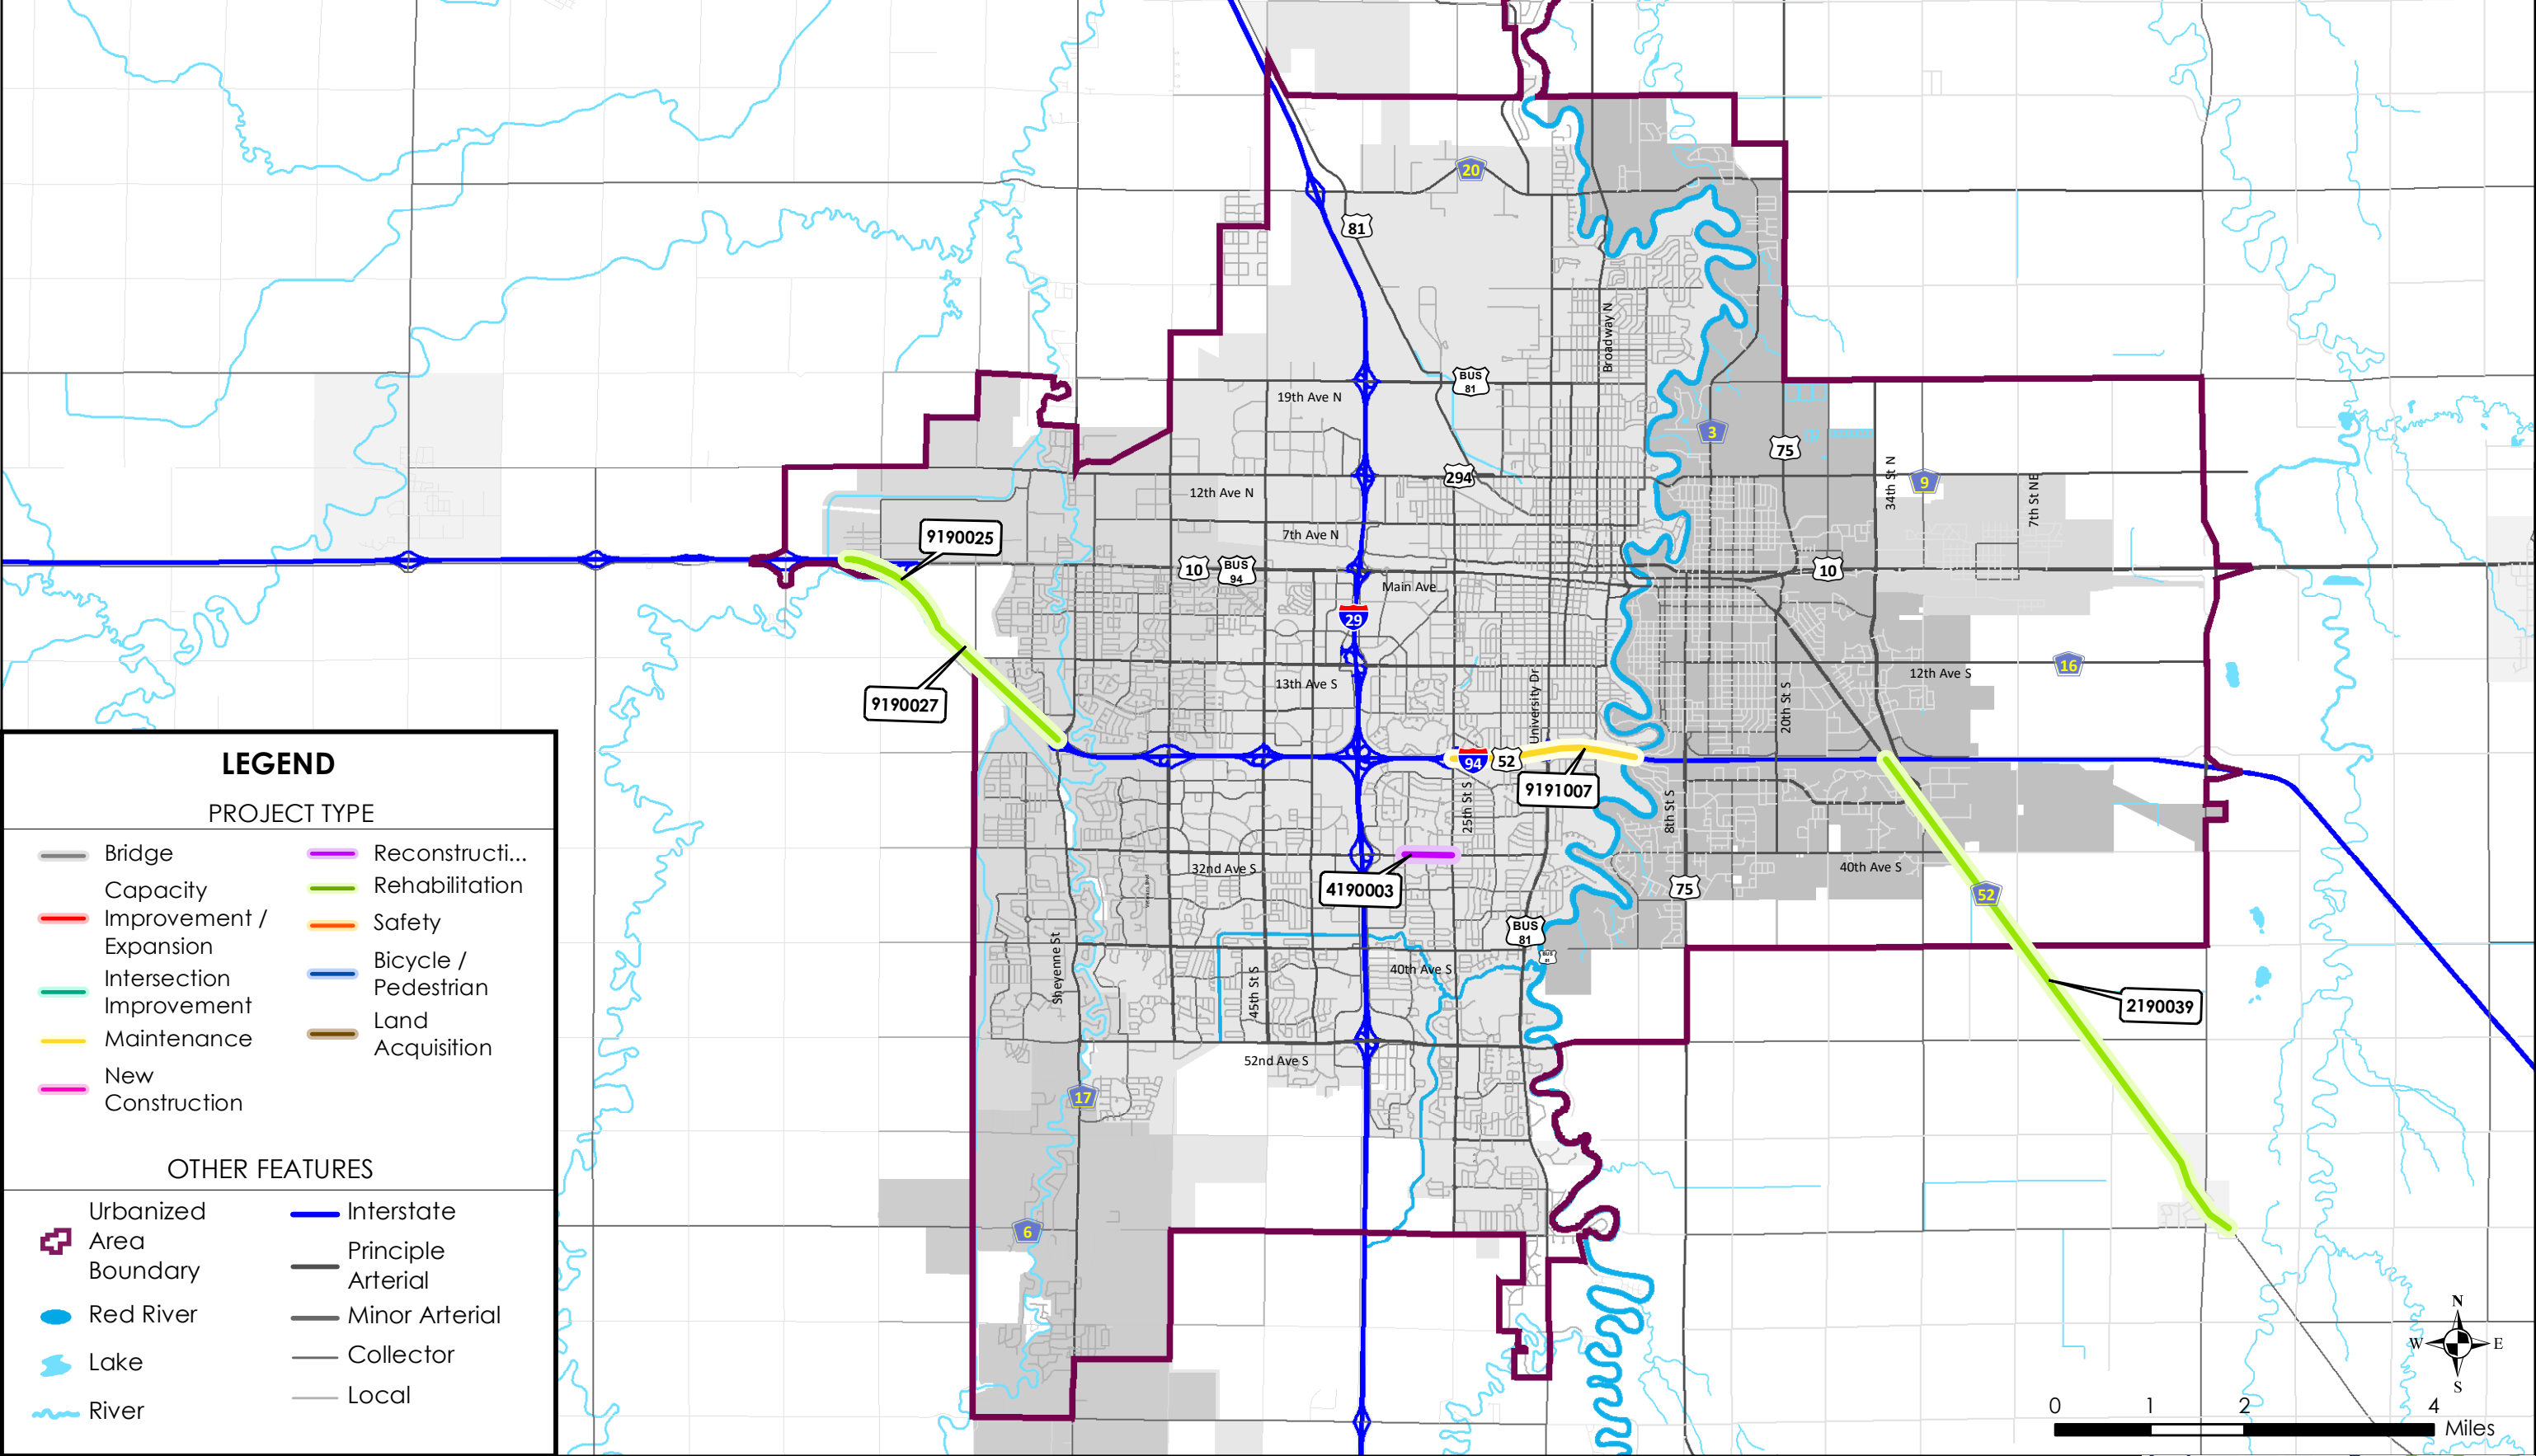 20
81
Broadway N
BUS
81
19th Ave N
3
75
294
34th St N
9
7th St NE
12th Ave N
9190025
7th Ave N
10
BUS
94
Main Ave
10
29
16
12th Ave S
13th Ave S
9190027
University Dr
20th St S
94
52
9191007
25th St S
8th St S
32nd Ave S
4190003
40th Ave S
75
52
BUS
81
BUS
81
Sheyenne St
45th St S
40th Ave S
2190039
52nd Ave S
17
6
LEGEND
PROJECT TYPE
Bridge
Capacity
Improvement /
Expansion
Intersection
Improvement
Maintenance
New
Construction
Reconstructi...
Rehabilitation
Safety
Bicycle /
Pedestrian
Land
Acquisition
OTHER FEATURES
Urbanized
Area
Boundary
Red River
Lake
River
Interstate
Principle
Arterial
Minor Arterial
Collector
Local
N
W
E
S
0 1 2 4
Miles